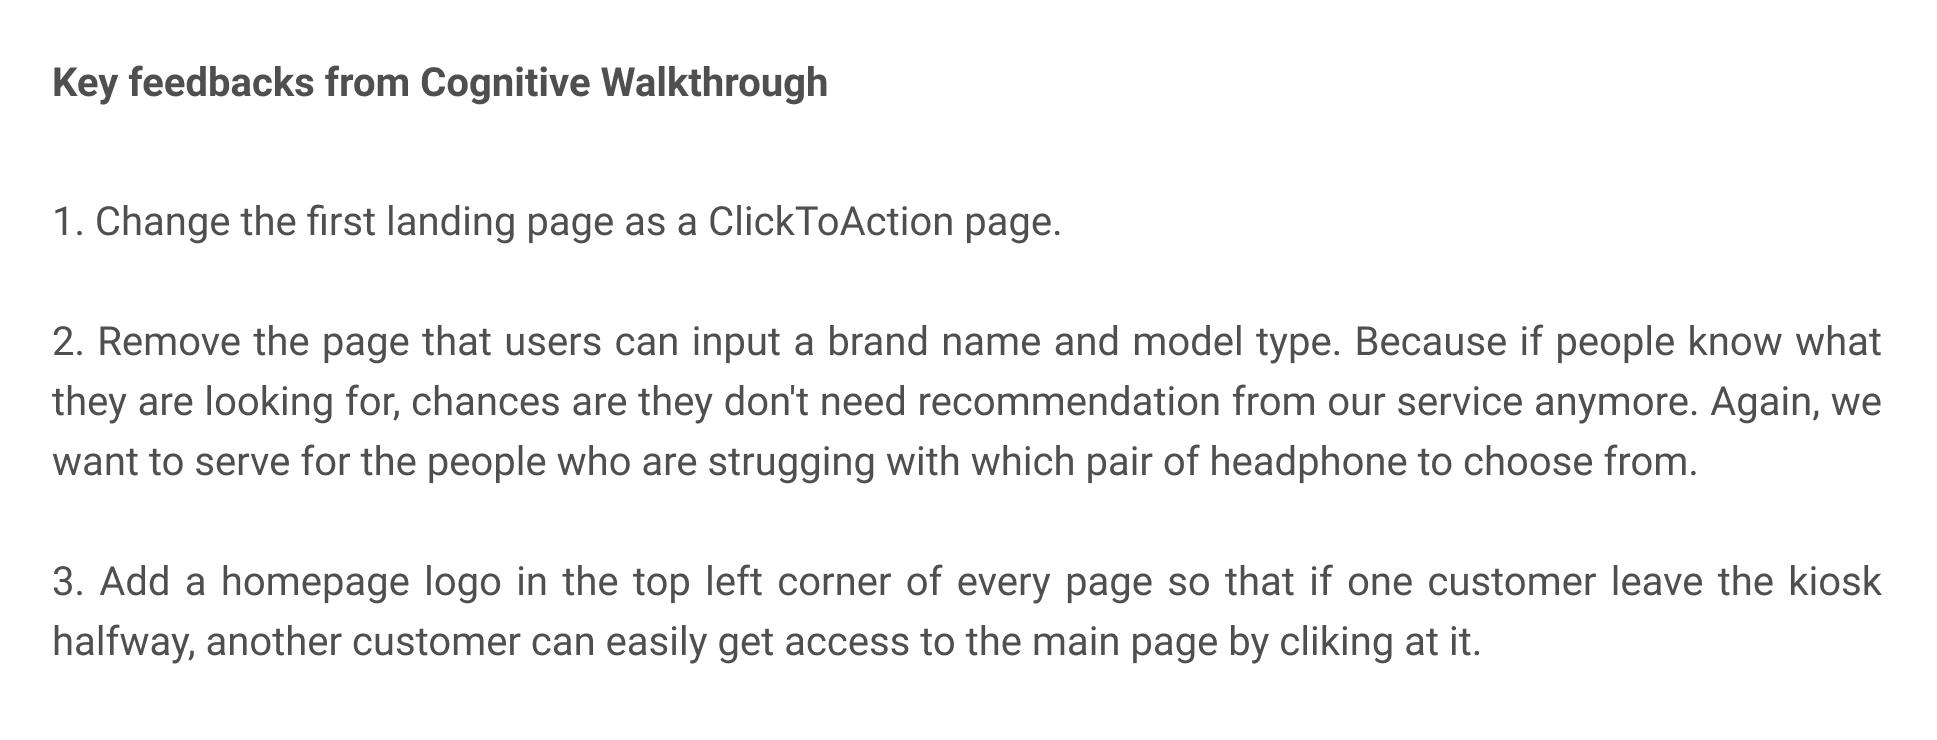 Key feedbacks from Cognitive Walkthrough
1. Change the first landing page as a ClickToAction page.
2. Remove the page that users can input a brand name and model type. Because if people know what
they are looking for, chances are they don't need recommendation from our service anymore. Again, we
want to serve for the people who are strugging with which pair of headphone to choose from.
3. Add a homepage logo in the top left corner of every page so that if one customer leave the kiosk
halfway, another customer can easily get access to the main page by cliking at it.